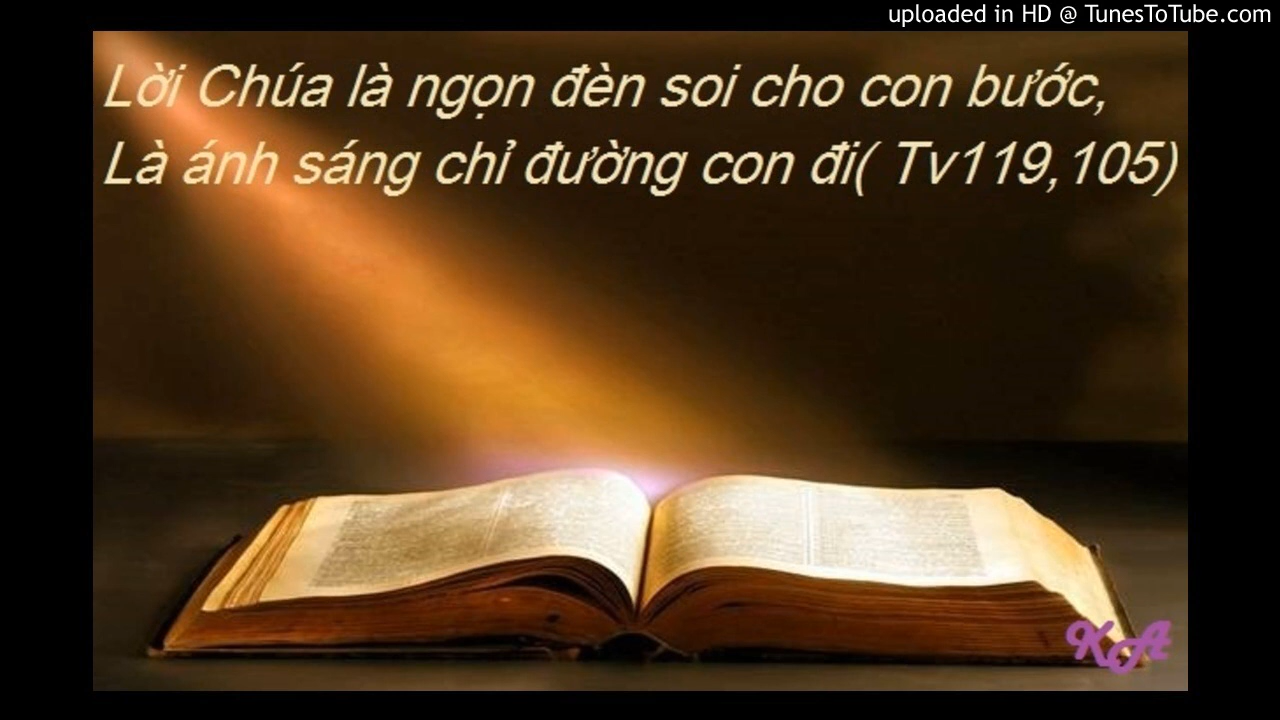 uploaded in HD @ TunesToTube.com
Lời Chúa là ngọn đèn soi cho con bước,
Là ánh sáng chỉ đường con đi( Tv119,105)
KA